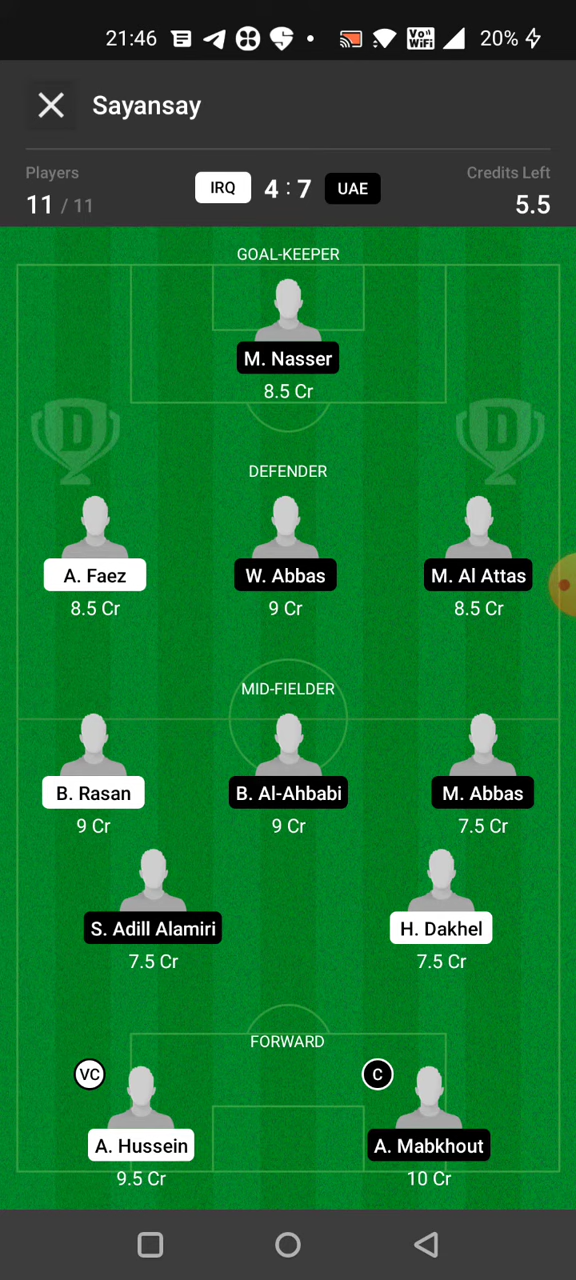 21:46
Vo))
WiFi
20%
Sayansay
Players
11 / 11
IRQ 4 : 7 UAE
Credits Left
5.5
GOAL-KEEPER
M. Nasser
8.5 Cr
D D
DEFENDER
A. Faez W. Abbas M. Al Attas
8.5 Cr 9 Cr 8.5 Cr
MID-FIELDER
B. Rasan B. Al-Ahbabi M. Abbas
9 Cr 9 Cr 7.5 Cr
S. Adill Alamiri H. Dakhel
7.5 Cr 7.5 Cr
FORWARD
VC C
A. Hussein A. Mabkhout
9.5 Cr 10 Cr